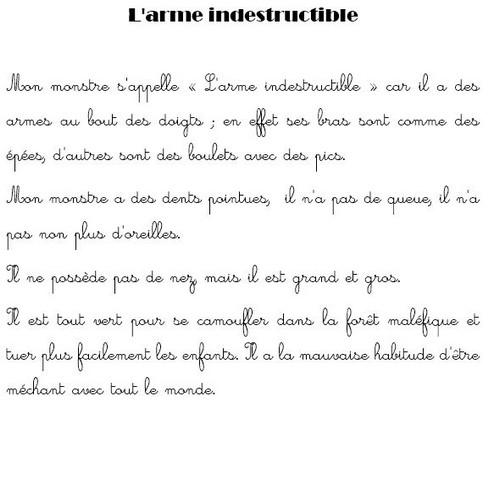 L'arme indestructible
Mon monstre s'appelle « L'arme indestructible » car il a des
armes au bout des doigts ; en effet ses bras sont comme des
épées, d'autres sont des boulets avec des pics.
Mon monstre a des dents pointues, il n'a pas de queue, il n'a
pas non plus d'oreilles.
Il ne possède pas de nez, mais il est grand et gros.
Il est tout vert pour se camoufler dans la forêt maléfique et
tuer plus facilement les enfants. Il a la mauvaise habitude d'être
méchant avec tout le monde.